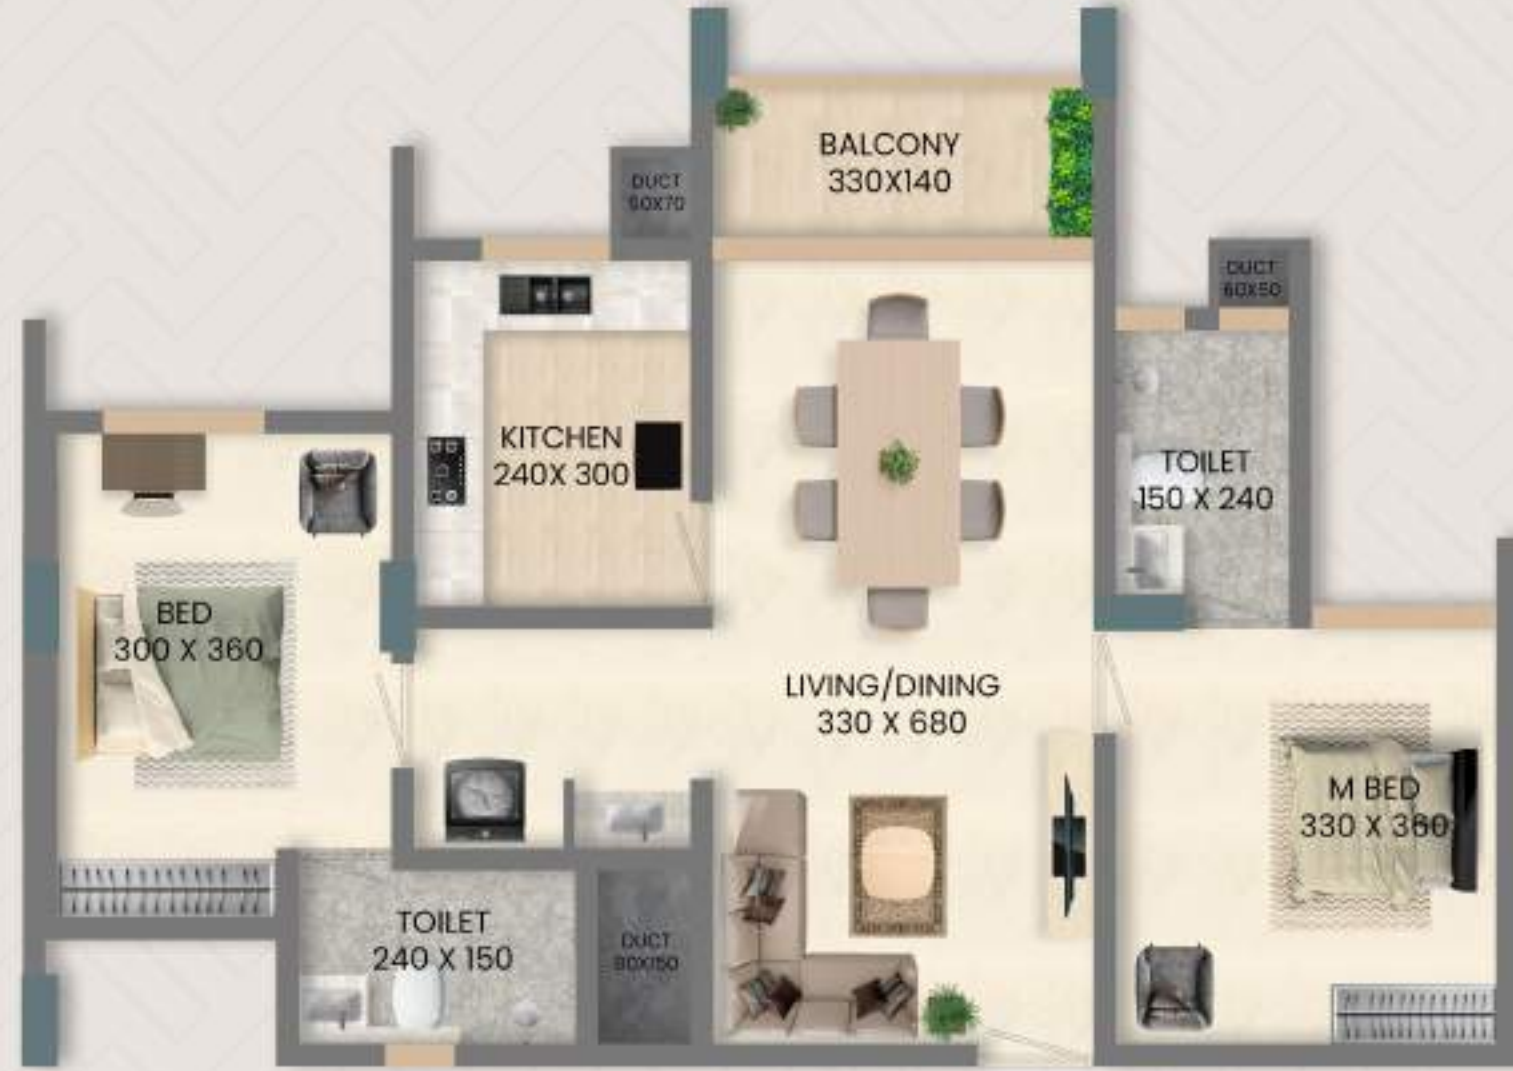 BALCONY
330X140
DUCT
60X70
DUCT
60X50
KITCHEN
240X 300
TOILET
150 X 240
BED
300 X 360
LIVING/DINING
330 X 680
M BED
330 X 360
TOILET
240 X 150
DUCT
80X150